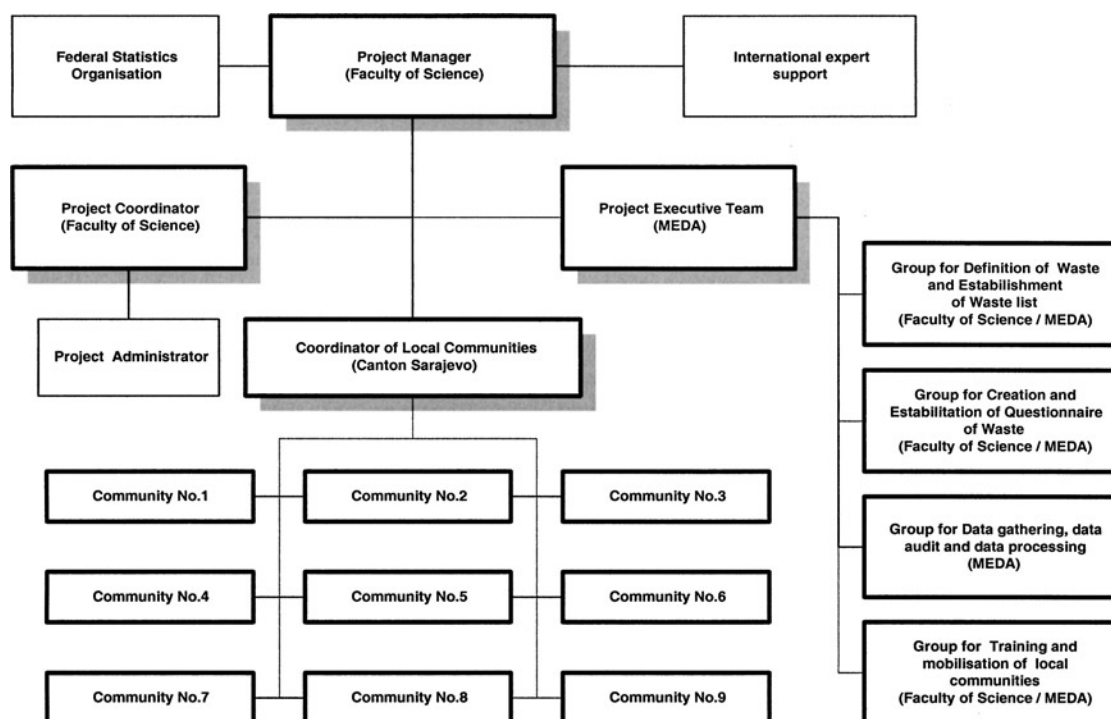 Federal Statistics
Organisation
Project Manager
(Faculty of Science)
International expert
support
Project Coordinator
(Faculty of Science)
Project Executive Team
(MEDA)
Project Administrator
Coordinator of Local Communities
(Canton Sarajevo)
Group for Definition of Waste
and Estabilishment
of Waste list
(Faculty of Science / MEDA)
Group for Creation and
Estabilitation of Questionnaire
of Waste
(Faculty of Science / MEDA)
Group for Data gathering, data
audit and data processing
(MEDA)
Group for Training and
mobilisation of local
communities
(Faculty of Science / MEDA)
Community No.1
Community No.2
Community No.3
Community No.4
Community No.5
Community No.6
Community No.7
Community No.8
Community No.9